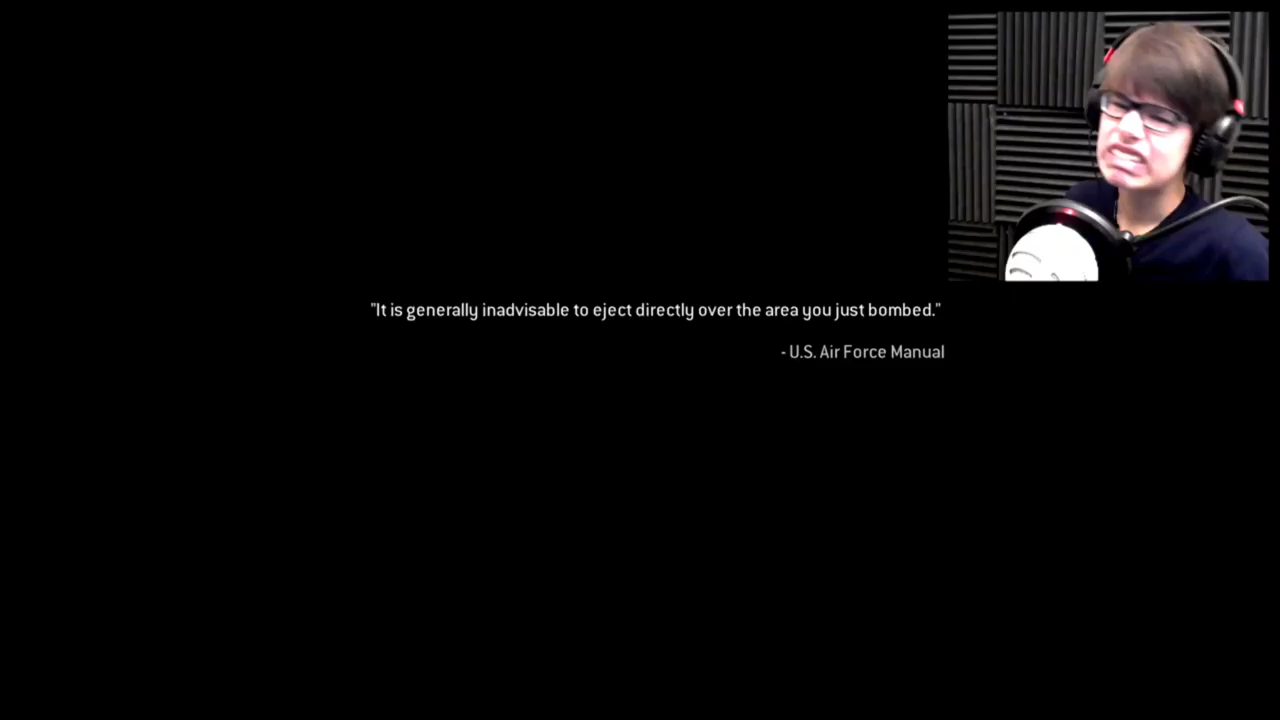 "It is generally inadvisable to eject directly over the area you just bombed."
- U.S. Air Force Manual